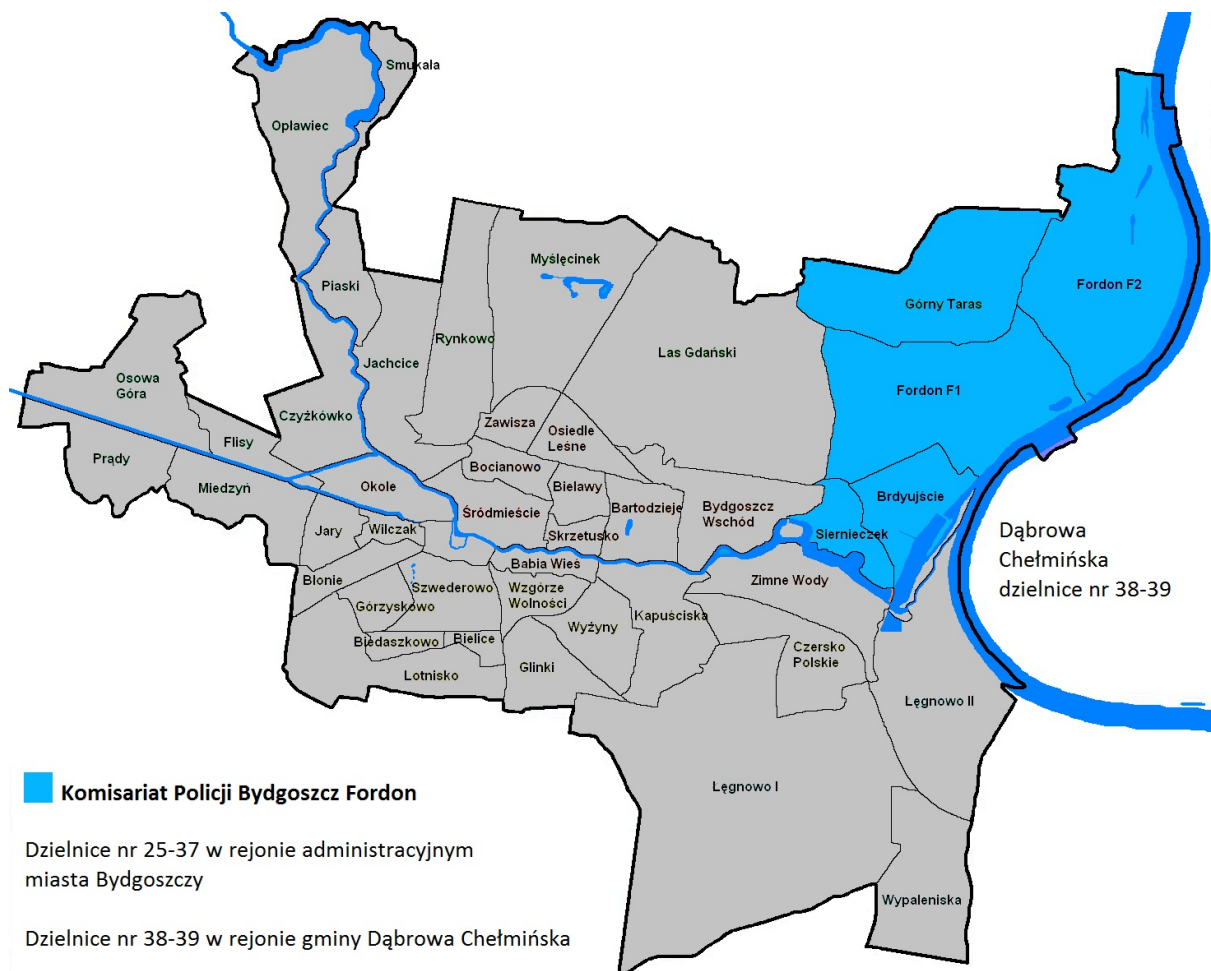 Smukała
Opławiec
Myślęcinek
Piaski
Fordon F2
Górny Taras
Rynkowo
Las Gdański
Jachcice
Osowa
Góra
Fordon F1
Czyżkówko
Zawisza
Osiedle
Leśne
Flisy
Prądy
Bocianowo
Miedzyń
Okole
Bielawy
Brdyujście
Śródmieście
Bartodzieje
Bydgoszcz
Wschód
Jary
Wilczak
Skrzetusko
Siernieczek
Dąbrowa
Chełmińska
dzielnice nr 38-39
Babia Wieś
Błonie
Szwederowo
Wzgórze
Wolności
Zimne Wody
Górzyskowo
Kapuściska
Wyżyny
Biedaszkowo
Bielice
Czersko
Polskie
Lotnisko
Glinki
Łęgnowo II
Łęgnowo I
Komisariat Policji Bydgoszcz Fordon
Dzielnice nr 25-37 w rejonie administracyjnym
miasta Bydgoszczy
Wypaleniska
Dzielnice nr 38-39 w rejonie gminy Dąbrowa Chełmińska